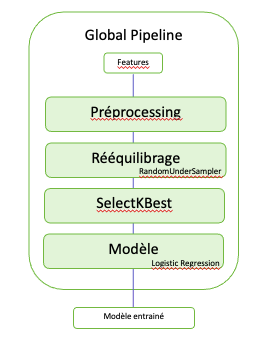 Global Pipeline
Features
Préprocessing
Rééquilibrage
RandomUnderSampler
SelectKBest
Modèle
Logistic Regression
Modèle entrainé